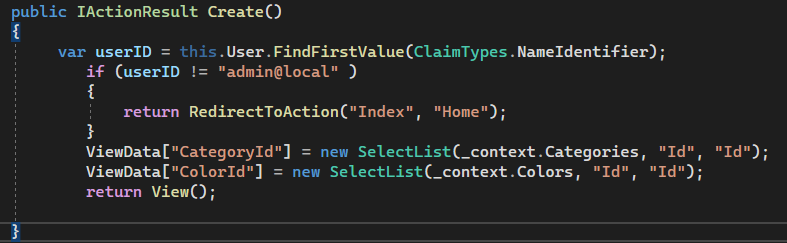 public IActionResult Create()
{
var userID = this.User.FindFirstValue(ClaimTypes.NameIdentifier);
if (userID != "admin@local" )
{
return RedirectToAction("Index", "Home");
}
ViewData["CategoryId"] = new SelectList(_context.Categories, "Id", "Id");
ViewData["ColorId"] = new SelectList(_context.Colors, "Id", "Id");
return View();
}